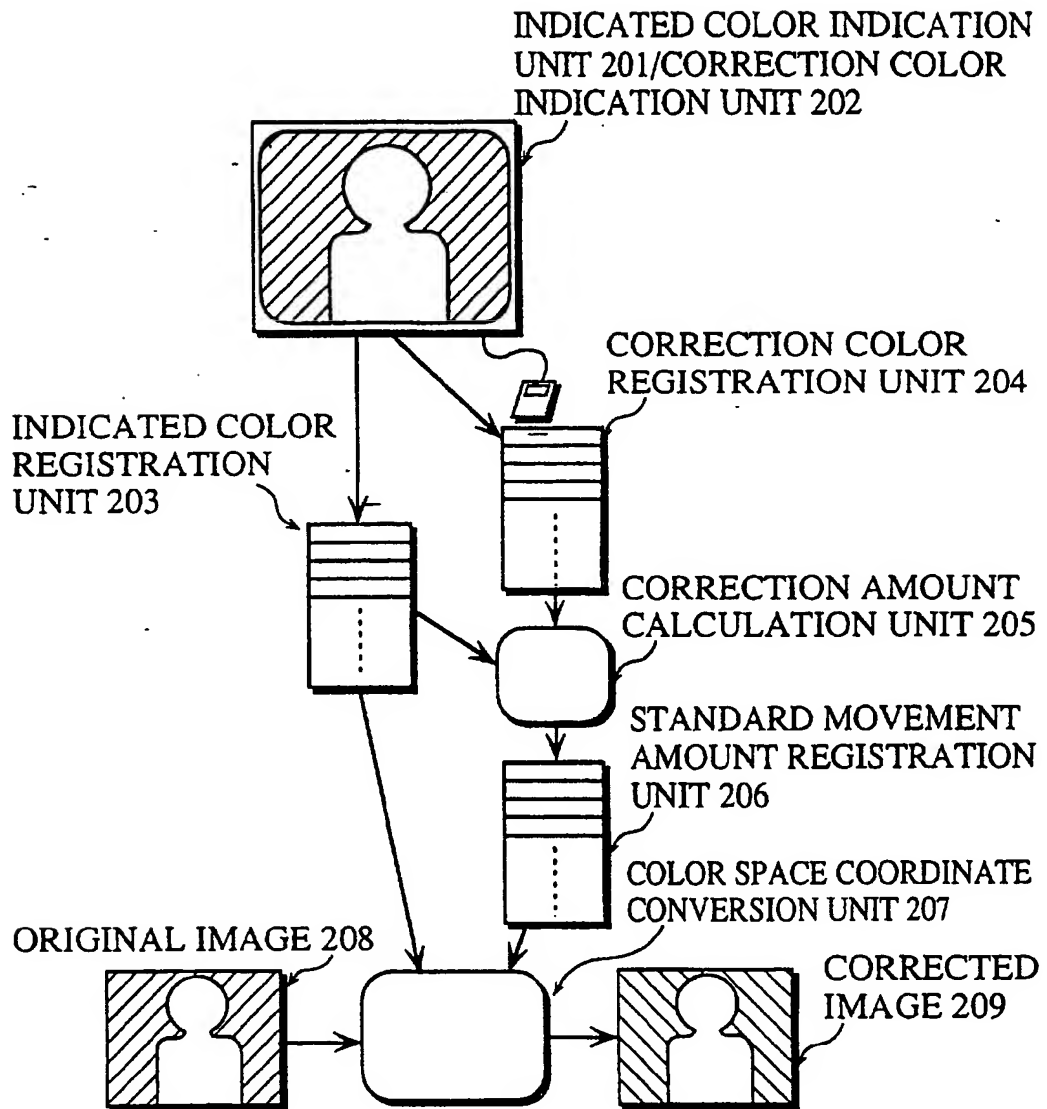 INDICATED COLOR INDICATION
UNIT 201/CORRECTION COLOR
INDICATION UNIT 202
CORRECTION COLOR
REGISTRATION UNIT 204
INDICATED COLOR
REGISTRATION
UNIT 203
CORRECTION AMOUNT
CALCULATION UNIT 205
STANDARD MOVEMENT
AMOUNT REGISTRATION
UNIT 206
COLOR SPACE COORDINATE
CONVERSION UNIT 207
ORIGINAL IMAGE 208
CORRECTED
IMAGE 209